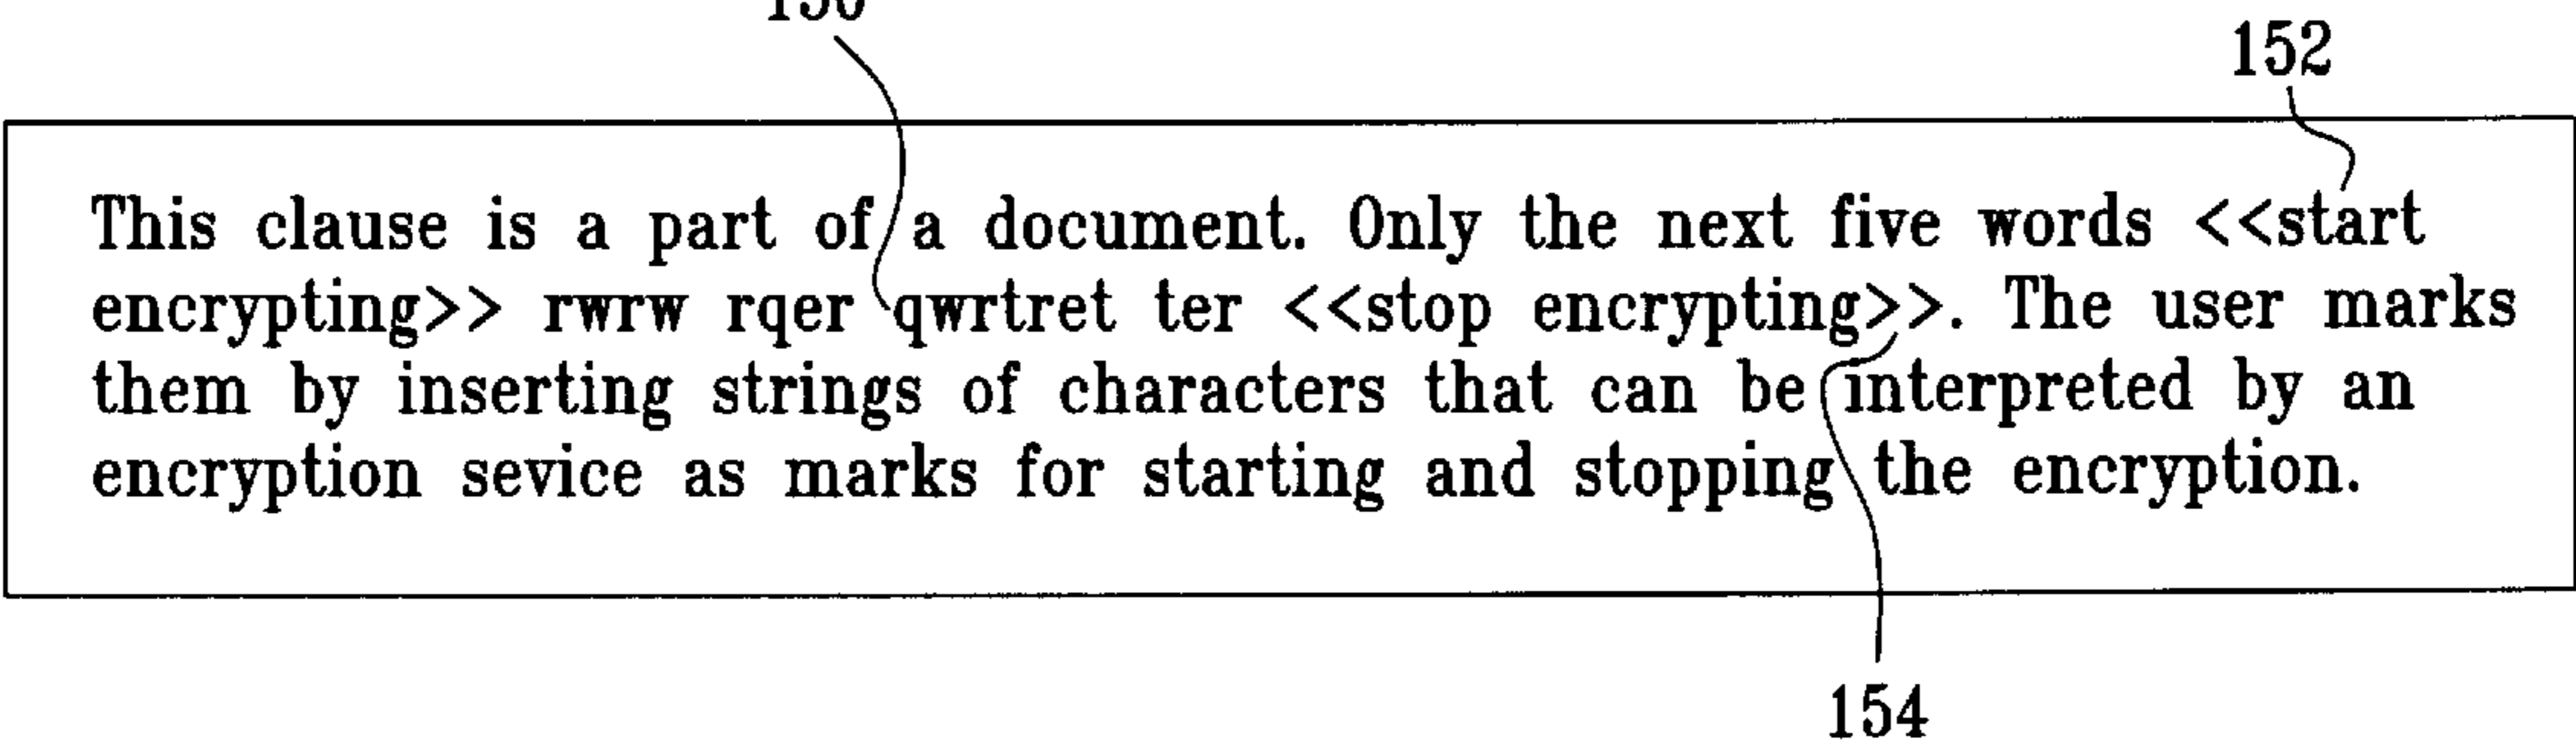 152
This clause is a part of a document. Only the next five words <<start
encrypting>> rwrw rqer qwrtret ter <<stop encrypting>>. The user marks
them by inserting strings of characters that can be interpreted by an
encryption sevice as marks for starting and stopping the encryption.
154